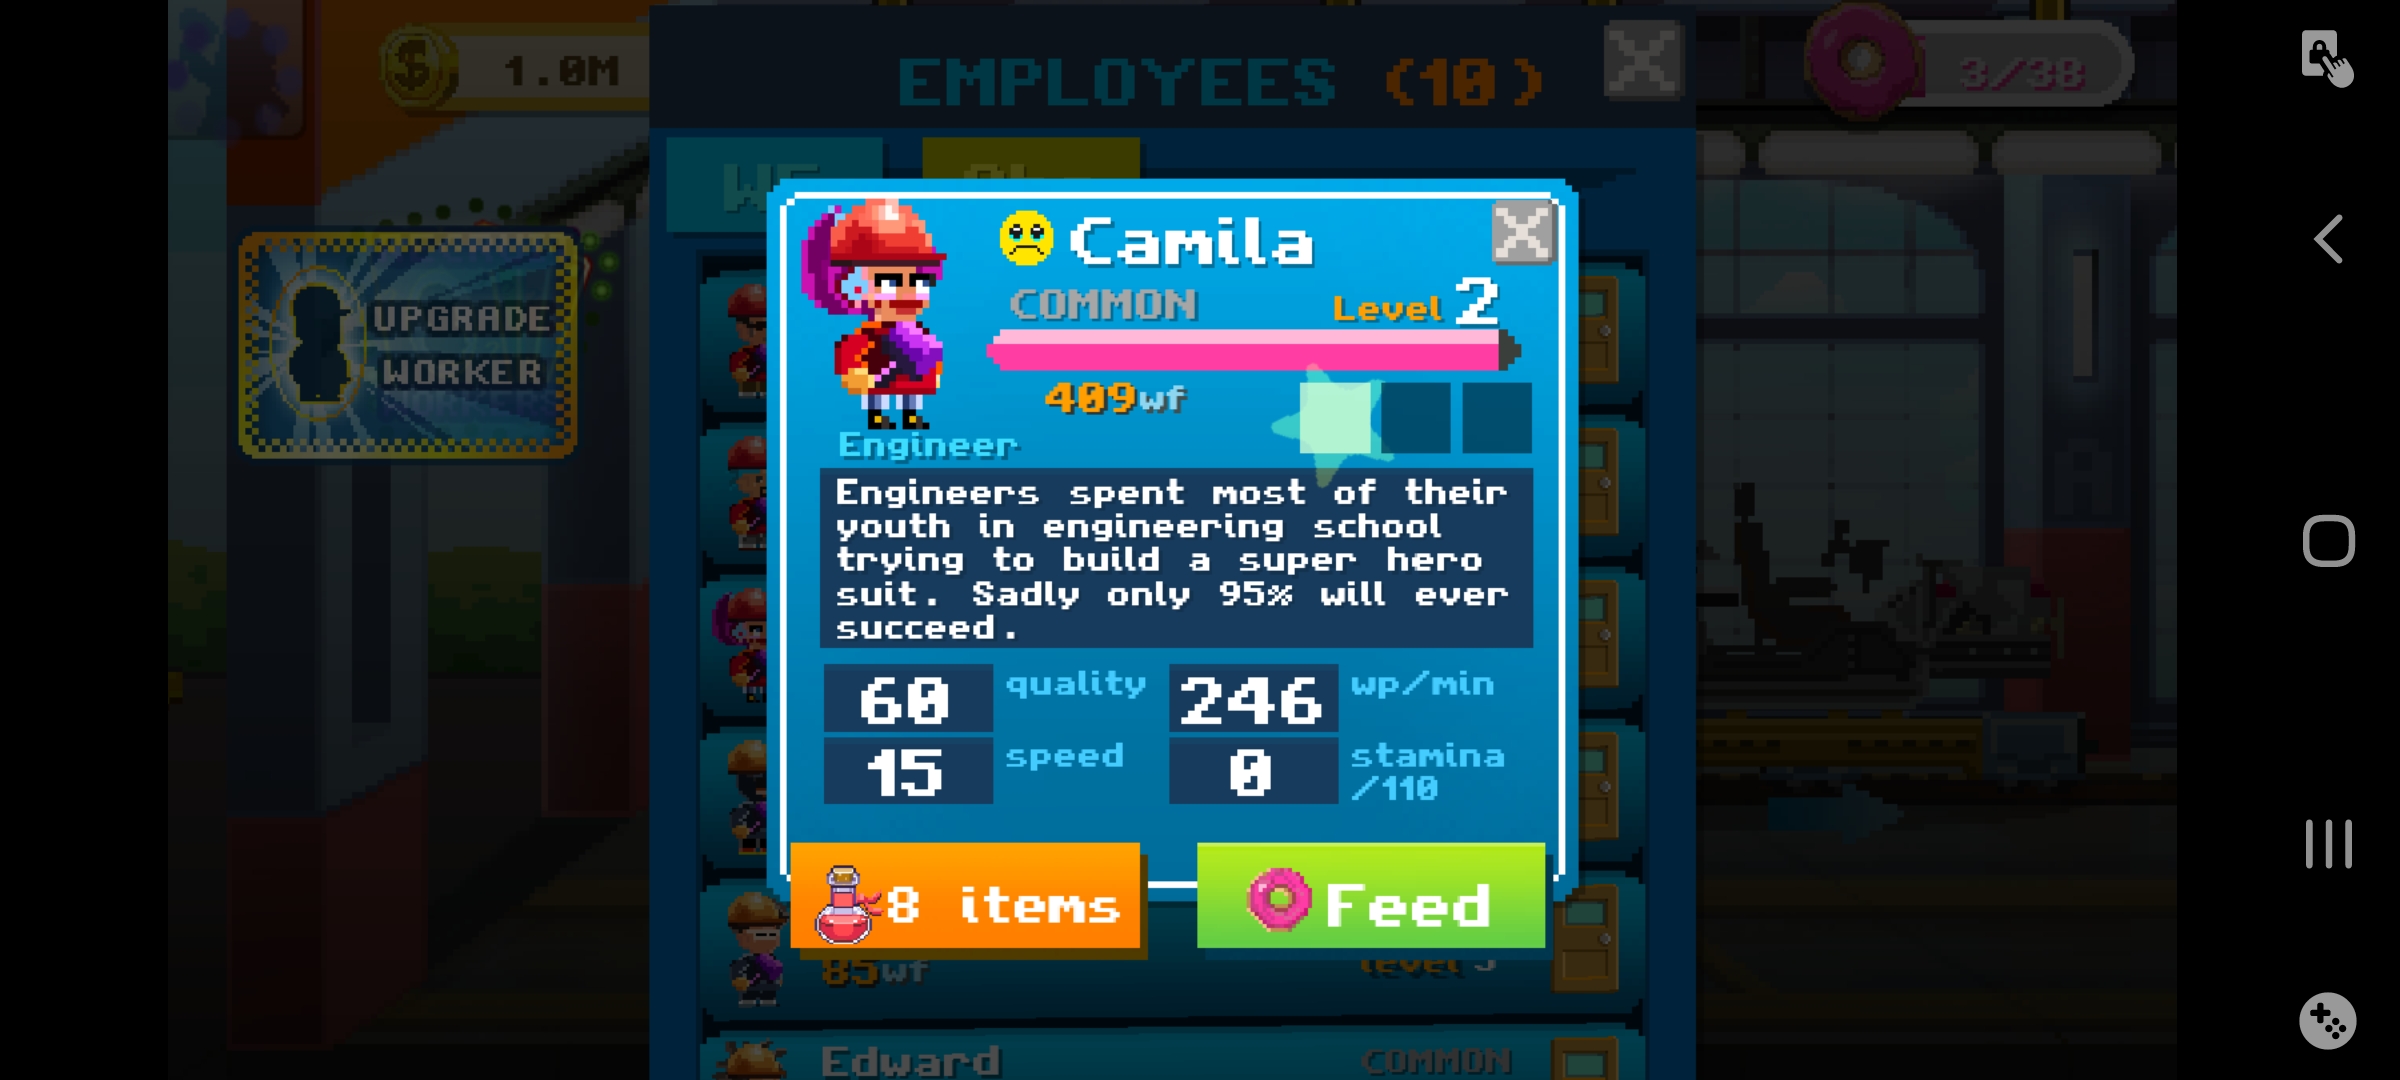 1.0M
EMPLOYEES (10)
3/38
UPGRADE
WORKER
Camila
COMMON
Level 2
409wf
Engineer
Engineers spent most of their
youth in engineering school
trying to build a super hero
suit. Sadly only 95% will ever
succeed.
60 quality
246 wp/min
15 speed
0 stamina
/110
8 items
Feed
85wf
level
Edward
COMMON